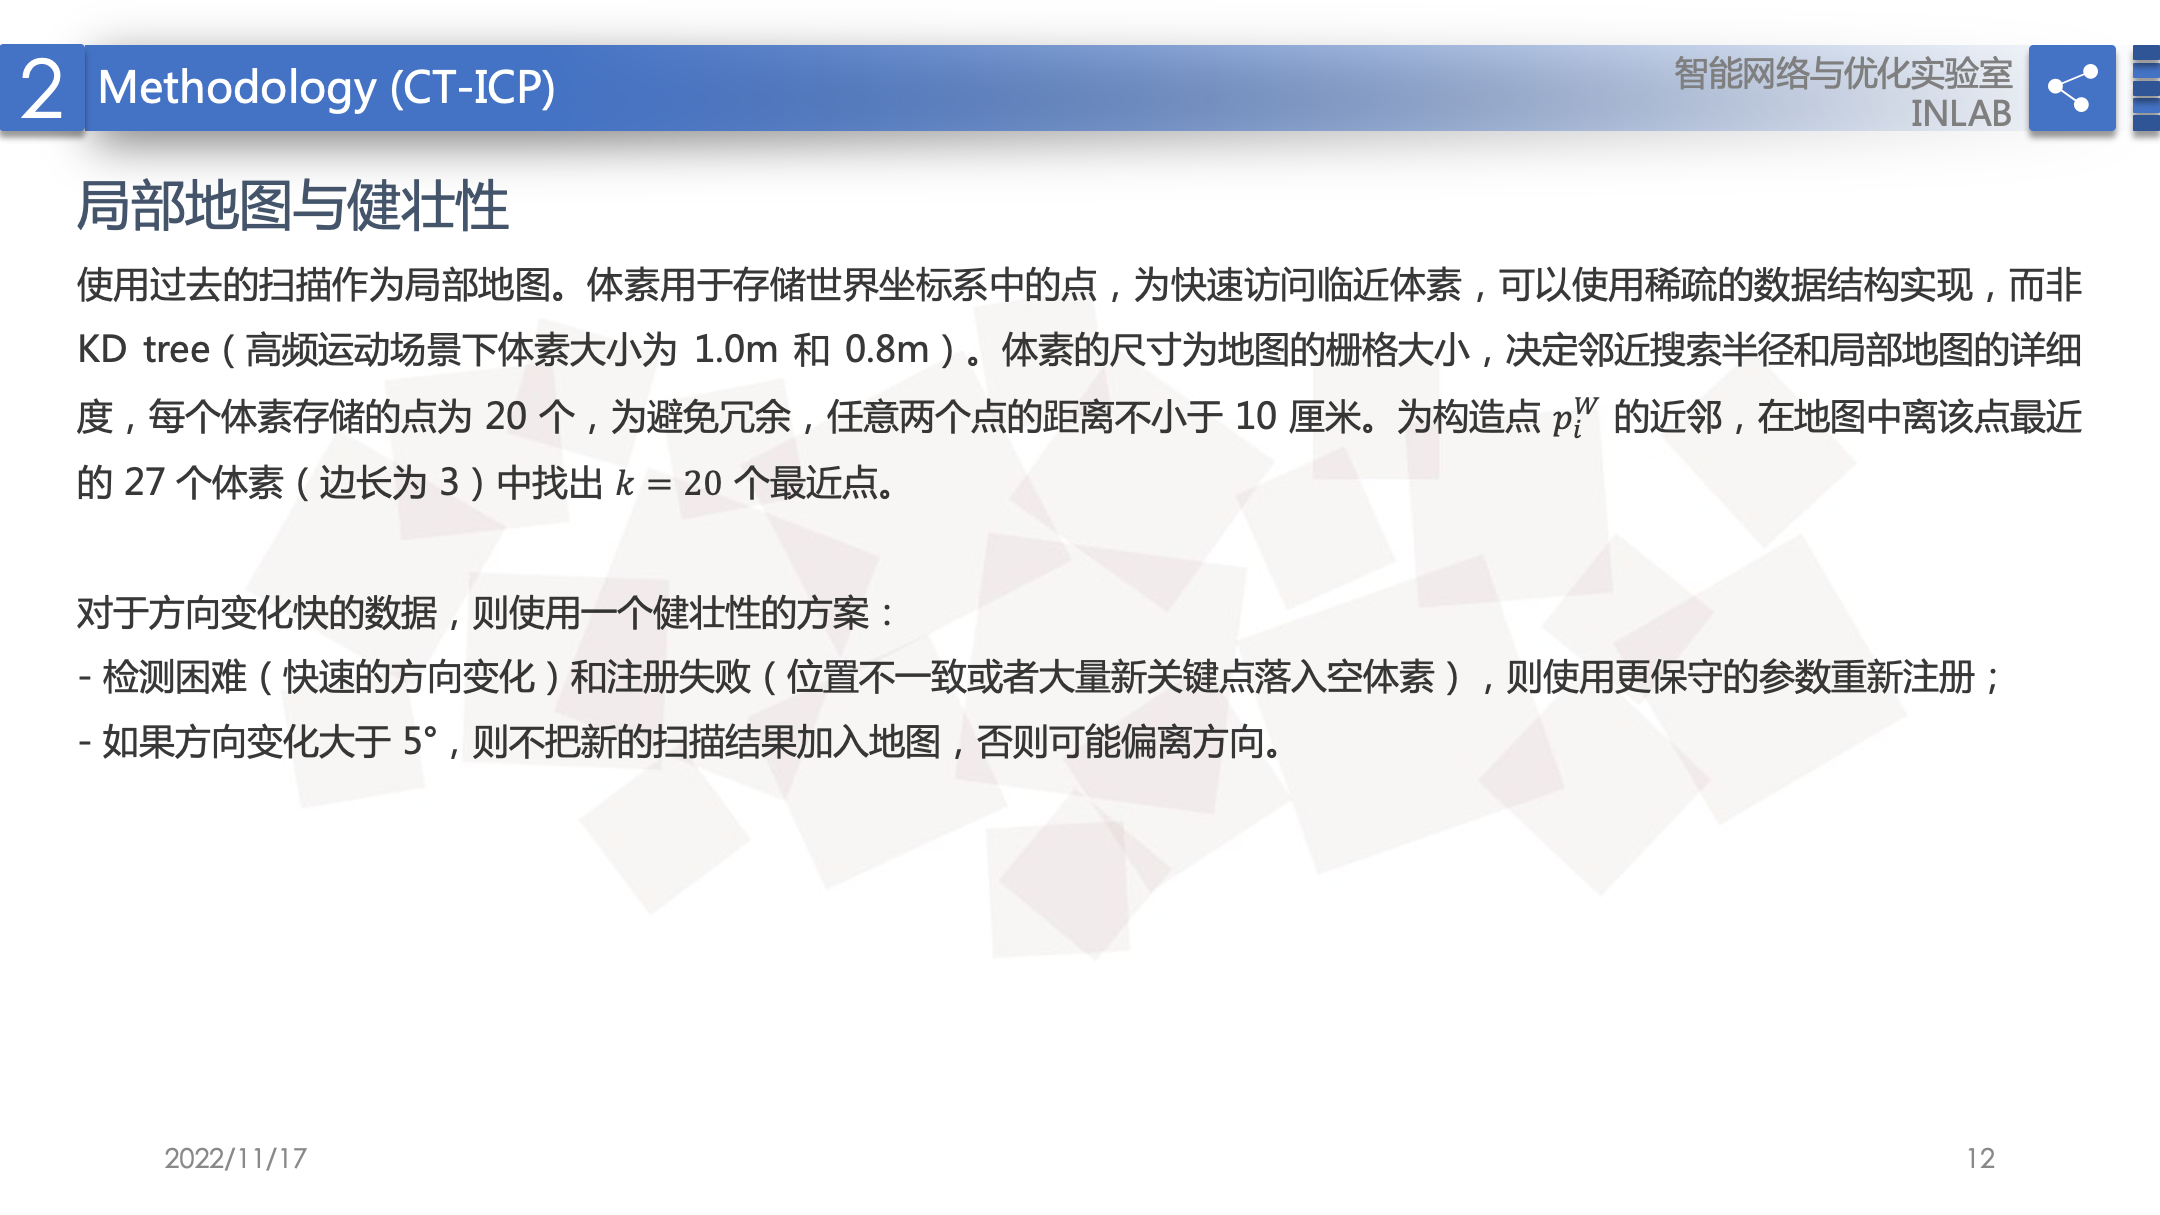 2
Methodology (CT-ICP)
智能网络与优化实验室
INLAB
局部地图与健壮性
使用过去的扫描作为局部地图。体素用于存储世界坐标系中的点，为快速访问临近体素，可以使用稀疏的数据结构实现，而非
KD tree（高频运动场景下体素大小为 1.0m 和 0.8m）。体素的尺寸为地图的栅格大小，决定邻近搜索半径和局部地图的详细
度，每个体素存储的点为 20 个，为避免冗余，任意两个点的距离不小于 10 厘米。为构造点 $p_i^W$ 的近邻，在地图中离该点最近
的 27 个体素（边长为 3）中找出 $k = 20$ 个最近点。
对于方向变化快的数据，则使用一个健壮性的方案：
- 检测困难（快速的方向变化）和注册失败（位置不一致或者大量新关键点落入空体素），则使用更保守的参数重新注册；
- 如果方向变化大于 5°，则不把新的扫描结果加入地图，否则可能偏离方向。
2022/11/17
12